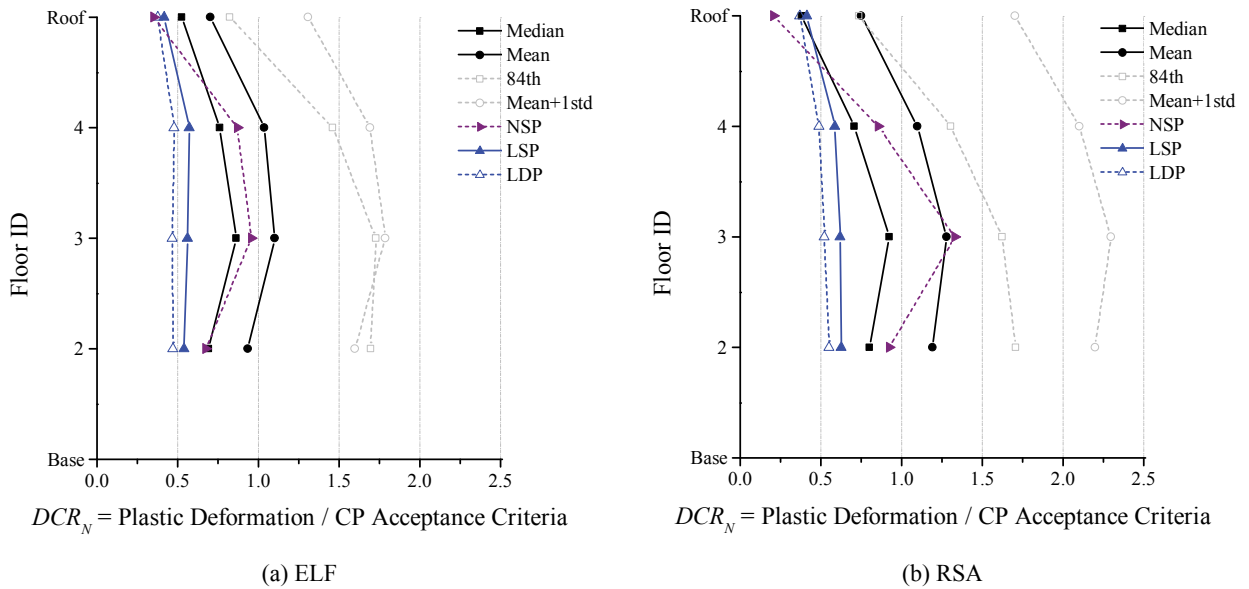 Roof
4
3
2
Base
Floor ID
0.0 0.5 1.0 1.5 2.0 2.5
Median
Mean
84th
Mean+1std
NSP
LSP
LDP
DCR_N = Plastic Deformation / CP Acceptance Criteria
(a) ELF
Roof
4
3
2
Base
Floor ID
0.0 0.5 1.0 1.5 2.0 2.5
Median
Mean
84th
Mean+1std
NSP
LSP
LDP
DCR_N = Plastic Deformation / CP Acceptance Criteria
(b) RSA